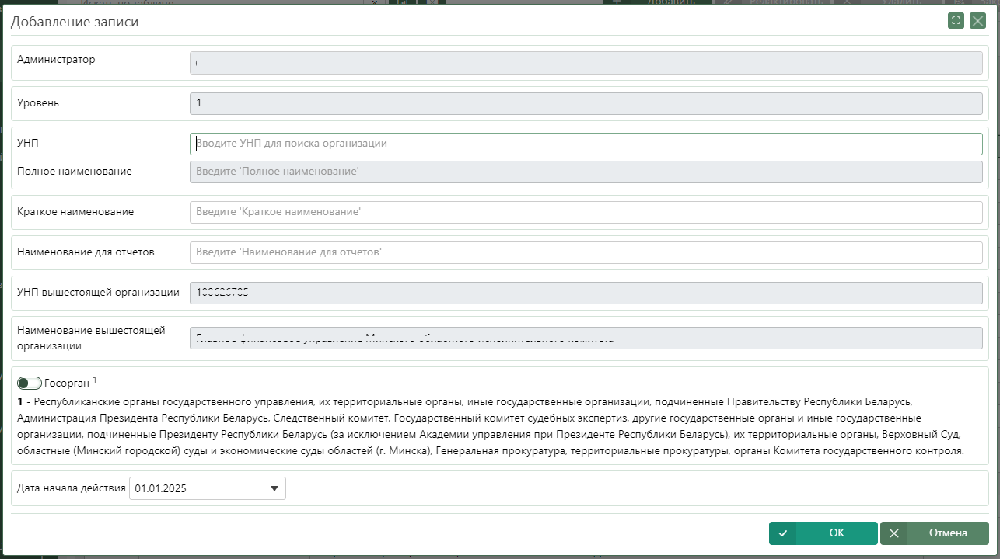 Искать по таблице
Добавить
Редактировать
Удалить
Добавление записи
Администратор
Уровень
1
УНП
Вводите УНП для поиска организации
Полное наименование
Введите 'Полное наименование'
Краткое наименование
Введите 'Краткое наименование'
Наименование для отчетов
Введите 'Наименование для отчетов'
УНП вышестоящей организации
Наименование вышестоящей
организации
Госорган 1
1 - Республиканские органы государственного управления, их территориальные органы, иные государственные организации, подчиненные Правительству Республики Беларусь,
Администрация Президента Республики Беларусь, Следственный комитет, Государственный комитет судебных экспертиз, другие государственные органы и иные государственные
организации, подчиненные Президенту Республики Беларусь (за исключением Академии управления при Президенте Республики Беларусь), их территориальные органы, Верховный Суд,
областные (Минский городской) суды и экономические суды областей (г. Минска), Генеральная прокуратура, территориальные прокуратуры, органы Комитета государственного контроля.
Дата начала действия 01.01.2025
ОК
Отмена